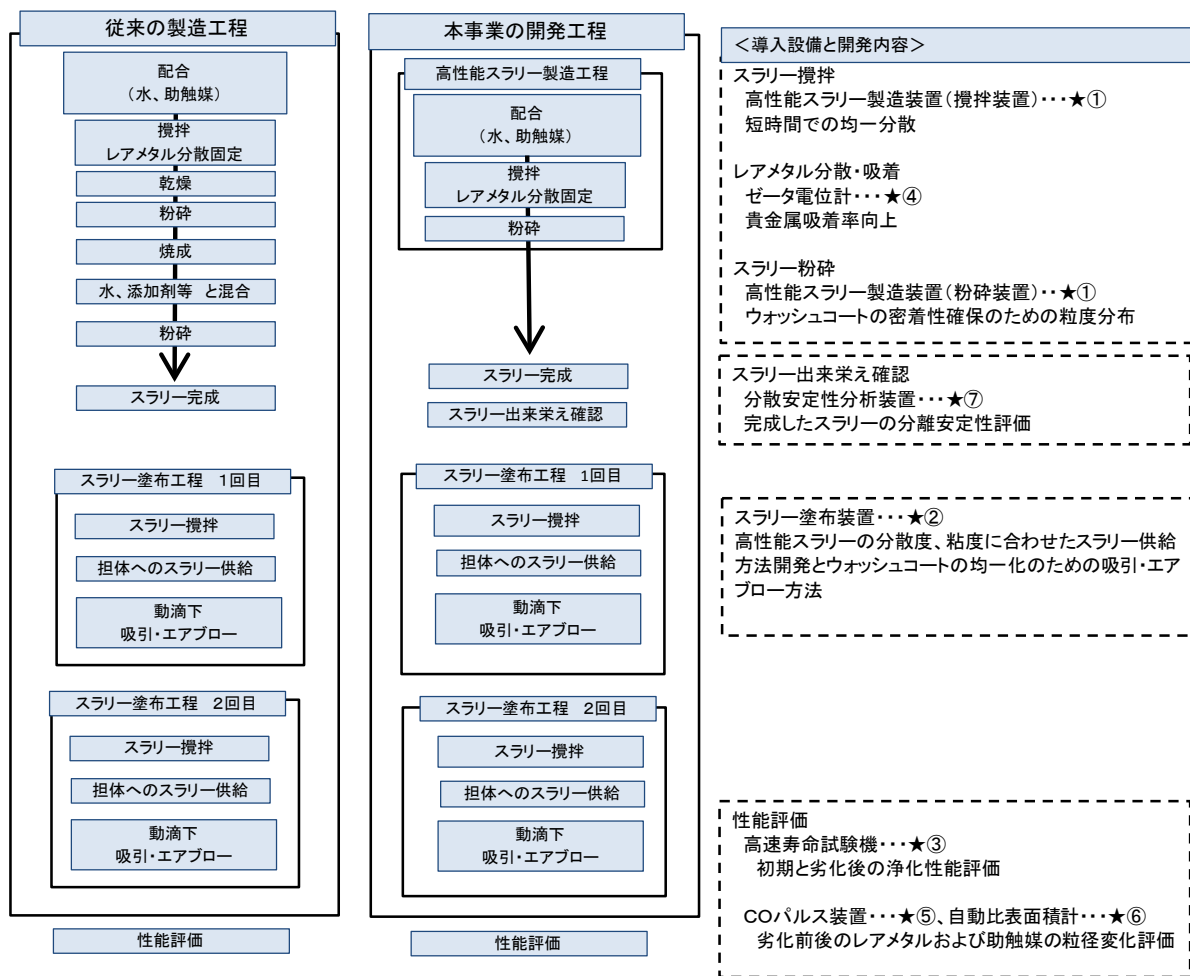 従来の製造工程
配合
（水、助触媒）
攪拌
レアメタル分散固定
乾燥
粉砕
焼成
水、添加剤等 と混合
粉砕
スラリー完成
スラリー塗布工程 １回目
スラリー攪拌
担体へのスラリー供給
動滴下
吸引・エアブロー
スラリー塗布工程 ２回目
スラリー攪拌
担体へのスラリー供給
動滴下
吸引・エアブロー
性能評価
本事業の開発工程
高性能スラリー製造工程
配合
（水、助触媒）
攪拌
レアメタル分散固定
粉砕
スラリー完成
スラリー出来栄え確認
スラリー塗布工程 1回目
スラリー攪拌
担体へのスラリー供給
動滴下
吸引・エアブロー
スラリー塗布工程 ２回目
スラリー攪拌
担体へのスラリー供給
動滴下
吸引・エアブロー
性能評価
＜導入設備と開発内容＞
スラリー攪拌
高性能スラリー製造装置（攪拌装置）・・・★①
短時間での均一分散
レアメタル分散・吸着
ゼータ電位計・・・★④
貴金属吸着率向上
スラリー粉砕
高性能スラリー製造装置（粉砕装置）・・★①
ウォッシュコートの密着性確保のための粒度分布
スラリー出来栄え確認
分散安定性分析装置・・・★⑦
完成したスラリーの分離安定性評価
スラリー塗布装置・・・★②
高性能スラリーの分散度、粘度に合わせたスラリー供給
方法開発とウォッシュコートの均一化のための吸引・エア
ブロー方法
性能評価
高速寿命試験機・・・★③
初期と劣化後の浄化性能評価
COパルス装置・・・★⑤、自動比表面積計・・・★⑥
劣化前後のレアメタルおよび助触媒の粒径変化評価